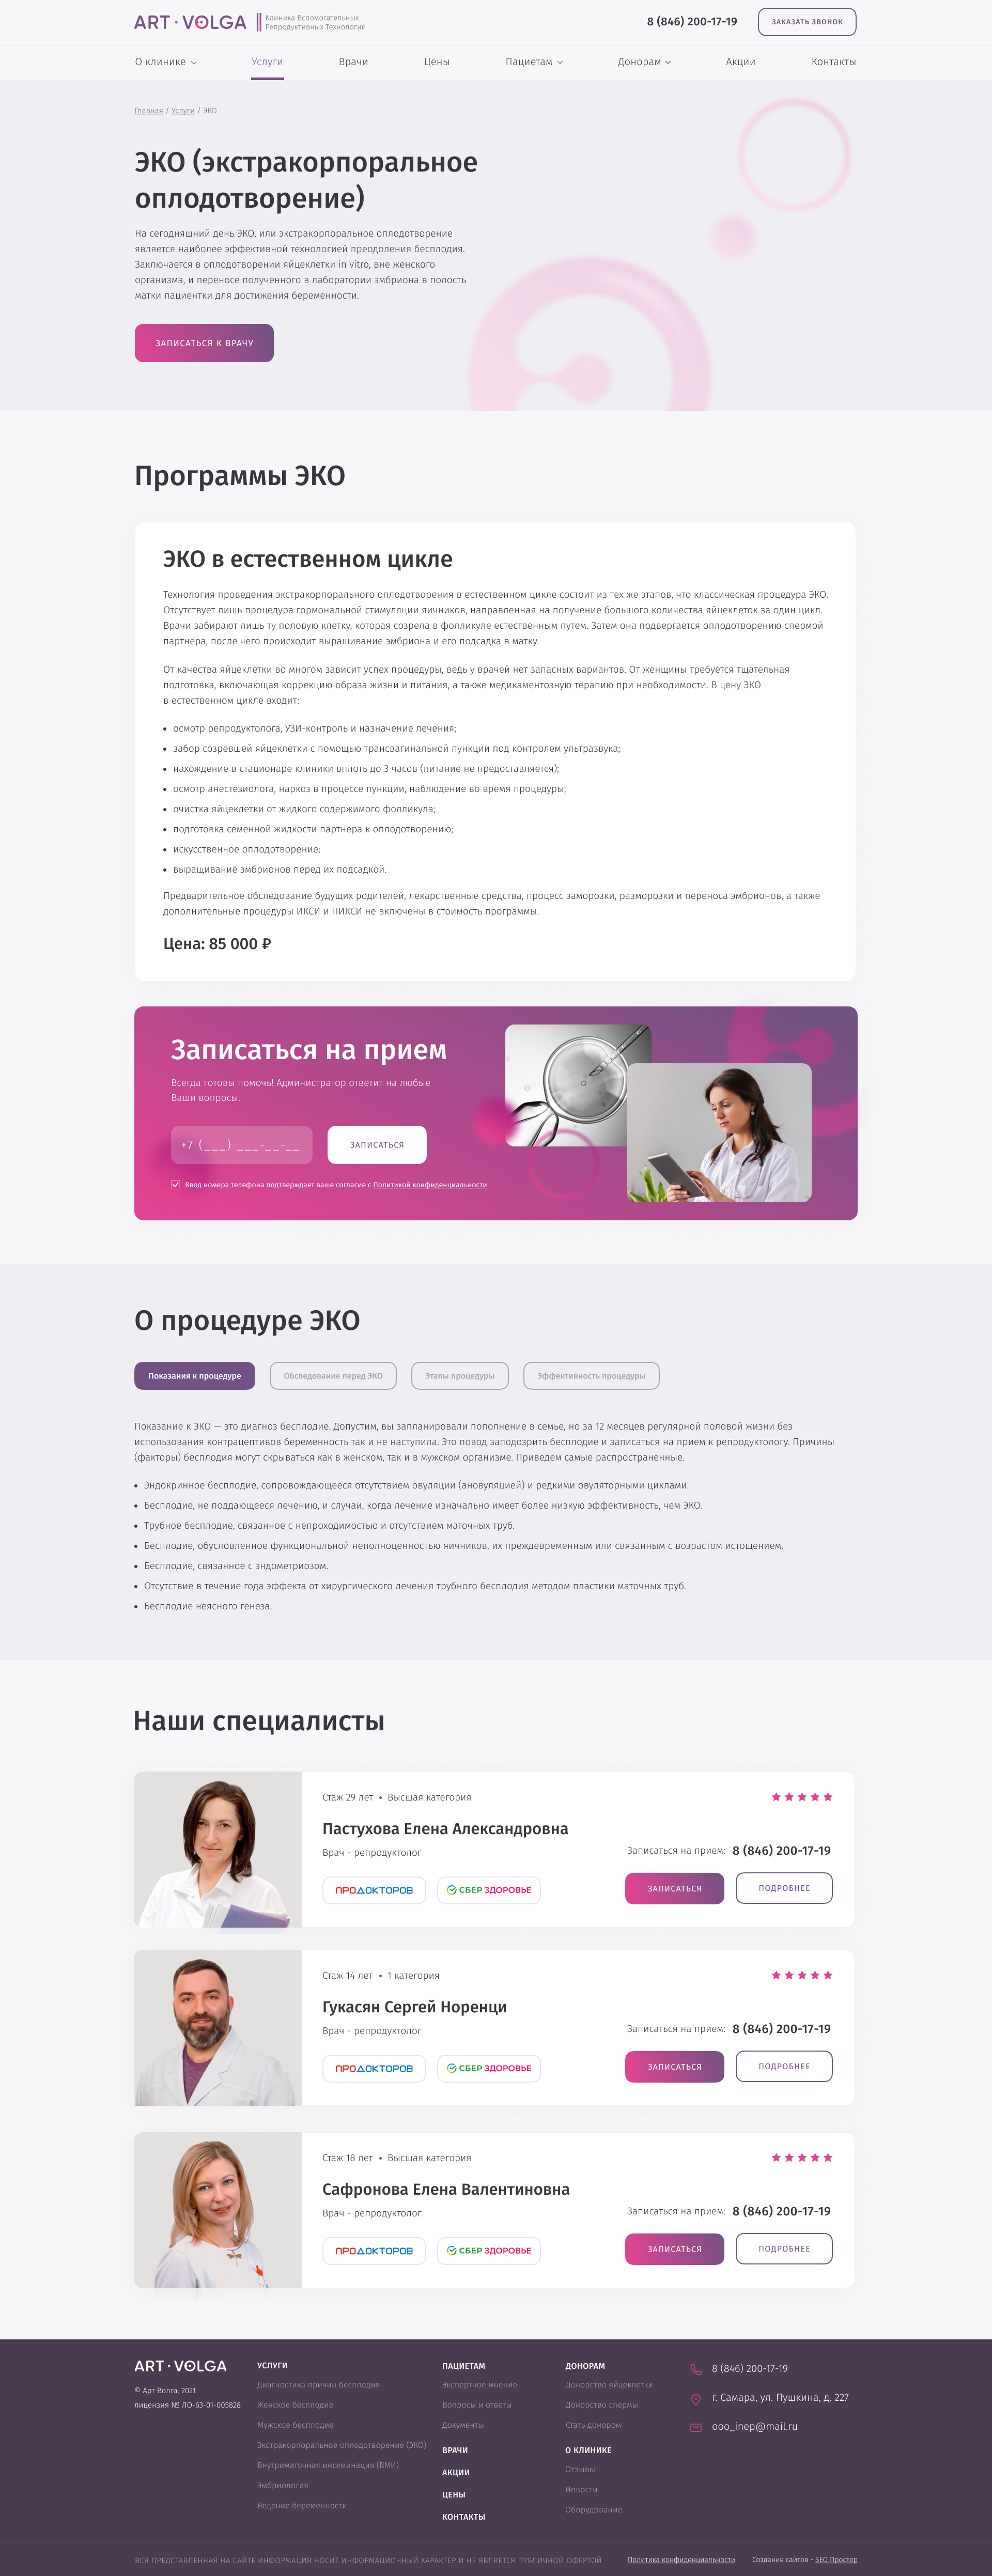 ART · VOLGA
Клиника Вспомогательных
Репродуктивных Технологий
8 (846) 200-17-19
ЗАКАЗАТЬ ЗВОНОК
О клинике
Услуги
Врачи
Цены
Пациетам
Донорам
Акции
Контакты
Главная / Услуги / ЭКО
ЭКО (экстракорпоральное
оплодотворение)
На сегодняшний день ЭКО, или экстракорпоральное оплодотворение
является наиболее эффективной технологией преодоления бесплодия.
Заключается в оплодотворении яйцеклетки in vitro, вне женского
организма, и переносе полученного в лаборатории эмбриона в полость
матки пациентки для достижения беременности.
ЗАПИСАТЬСЯ К ВРАЧУ
Программы ЭКО
ЭКО в естественном цикле
Технология проведения экстракорпорального оплодотворения в естественном цикле состоит из тех же этапов, что классическая процедура ЭКО.
Отсутствует лишь процедура гормональной стимуляции яичников, направленная на получение большого количества яйцеклеток за один цикл.
Врачи забирают лишь ту половую клетку, которая созрела в фолликуле естественным путем. Затем она подвергается оплодотворению спермой
партнера, после чего происходит выращивание эмбриона и его подсадка в матку.
От качества яйцеклетки во многом зависит успех процедуры, ведь у врачей нет запасных вариантов. От женщины требуется тщательная
подготовка, включающая коррекцию образа жизни и питания, а также медикаментозную терапию при необходимости. В цену ЭКО
в естественном цикле входит:
• осмотр репродуктолога, УЗИ-контроль и назначение лечения;
• забор созревшей яйцеклетки с помощью трансвагинальной пункции под контролем ультразвука;
• нахождение в стационаре клиники вплоть до 3 часов (питание не предоставляется);
• осмотр анестезиолога, наркоз в процессе пункции, наблюдение во время процедуры;
• очистка яйцеклетки от жидкого содержимого фолликула;
• подготовка семенной жидкости партнера к оплодотворению;
• искусственное оплодотворение;
• выращивание эмбрионов перед их подсадкой.
Предварительное обследование будущих родителей, лекарственные средства, процесс заморозки, разморозки и переноса эмбрионов, а также
дополнительные процедуры ИКСИ и ПИКСИ не включены в стоимость программы.
Цена: 85 000 ₽
Записаться на прием
Всегда готовы помочь! Администратор ответит на любые
Ваши вопросы.
+7 (___) ___-__-__
ЗАПИСАТЬСЯ
Ввод номера телефона подтверждает ваше согласие с Политикой конфиденциальности
О процедуре ЭКО
Показания к процедуре
Обследование перед ЭКО
Этапы процедуры
Эффективность процедуры
Показание к ЭКО — это диагноз бесплодие. Допустим, вы запланировали пополнение в семье, но за 12 месяцев регулярной половой жизни без
использования контрацептивов беременность так и не наступила. Это повод заподозрить бесплодие и записаться на прием к репродуктологу. Причины
(факторы) бесплодия могут скрываться как в женском, так и в мужском организме. Приведем самые распространенные.
• Эндокринное бесплодие, сопровождающееся отсутствием овуляции (ановуляцией) и редкими овуляторными циклами.
• Бесплодие, не поддающееся лечению, и случаи, когда лечение изначально имеет более низкую эффективность, чем ЭКО.
• Трубное бесплодие, связанное с непроходимостью и отсутствием маточных труб.
• Бесплодие, обусловленное функциональной неполноценностью яичников, их преждевременным или связанным с возрастом истощением.
• Бесплодие, связанное с эндометриозом.
• Отсутствие в течение года эффекта от хирургического лечения трубного бесплодия методом пластики маточных труб.
• Бесплодие неясного генеза.
Наши специалисты
Стаж 29 лет • Высшая категория
Пастухова Елена Александровна
Врач - репродуктолог
Записаться на прием: 8 (846) 200-17-19
ПРОДОКТОРОВ
СБЕР ЗДОРОВЬЕ
ЗАПИСАТЬСЯ
ПОДРОБНЕЕ
Стаж 14 лет • 1 категория
Гукасян Сергей Норенци
Врач - репродуктолог
Записаться на прием: 8 (846) 200-17-19
ПРОДОКТОРОВ
СБЕР ЗДОРОВЬЕ
ЗАПИСАТЬСЯ
ПОДРОБНЕЕ
Стаж 18 лет • Высшая категория
Сафронова Елена Валентиновна
Врач - репродуктолог
Записаться на прием: 8 (846) 200-17-19
ПРОДОКТОРОВ
СБЕР ЗДОРОВЬЕ
ЗАПИСАТЬСЯ
ПОДРОБНЕЕ
ART · VOLGA
© Арт Волга, 2021
лицензия № ЛО-63-01-005828
УСЛУГИ
Диагностика причин бесплодия
Женское бесплодие
Мужское бесплодие
Экстракорпоральное оплодотворение (ЭКО)
Внутриматочная инсеминация (ВМИ)
Эмбриология
Ведение беременности
ПАЦИЕТАМ
Экспертное мнение
Вопросы и ответы
Документы
ВРАЧИ
АКЦИИ
ЦЕНЫ
КОНТАКТЫ
ДОНОРАМ
Донорство яйцеклетки
Донорство спермы
Стать донором
О КЛИНИКЕ
Отзывы
Новости
Оборудование
8 (846) 200-17-19
г. Самара, ул. Пушкина, д. 227
ooo_inep@mail.ru
ВСЯ ПРЕДСТАВЛЕННАЯ НА САЙТЕ ИНФОРМАЦИЯ НОСИТ ИНФОРМАЦИОННЫЙ ХАРАКТЕР И НЕ ЯВЛЯЕТСЯ ПУБЛИЧНОЙ ОФЕРТОЙ
Политика конфиденциальности
Создание сайтов - SEO Простор